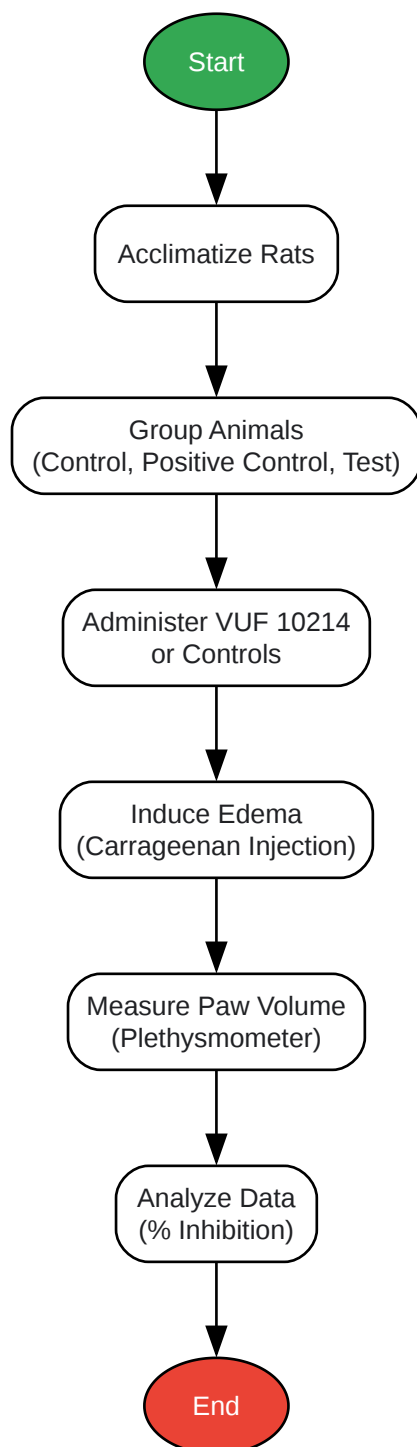 Start
Acclimatize Rats
Group Animals
(Control, Positive Control, Test)
Administer VUF 10214
or Controls
Induce Edema
(Carrageenan Injection)
Measure Paw Volume
(Plethysmometer)
Analyze Data
(% Inhibition)
End